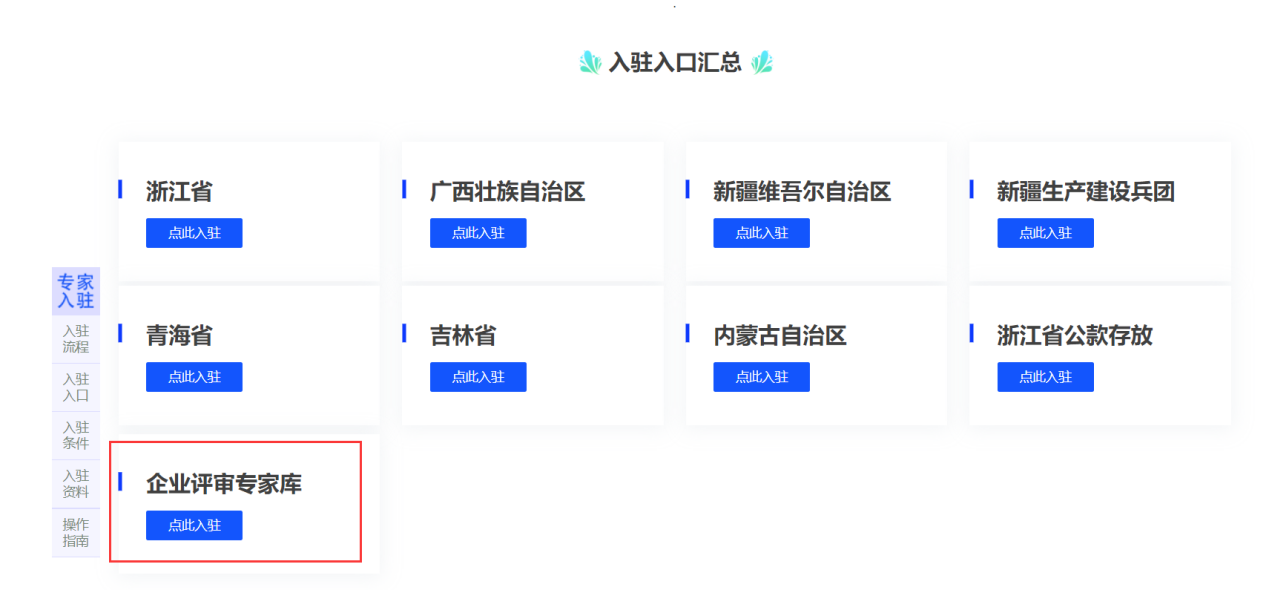 入驻入口汇总
浙江省
点此入驻
广西壮族自治区
点此入驻
新疆维吾尔自治区
点此入驻
新疆生产建设兵团
点此入驻
青海省
点此入驻
吉林省
点此入驻
内蒙古自治区
点此入驻
浙江省公款存放
点此入驻
企业评审专家库
点此入驻
专家
入驻
入驻
流程
入驻
入口
入驻
条件
入驻
资料
操作
指南